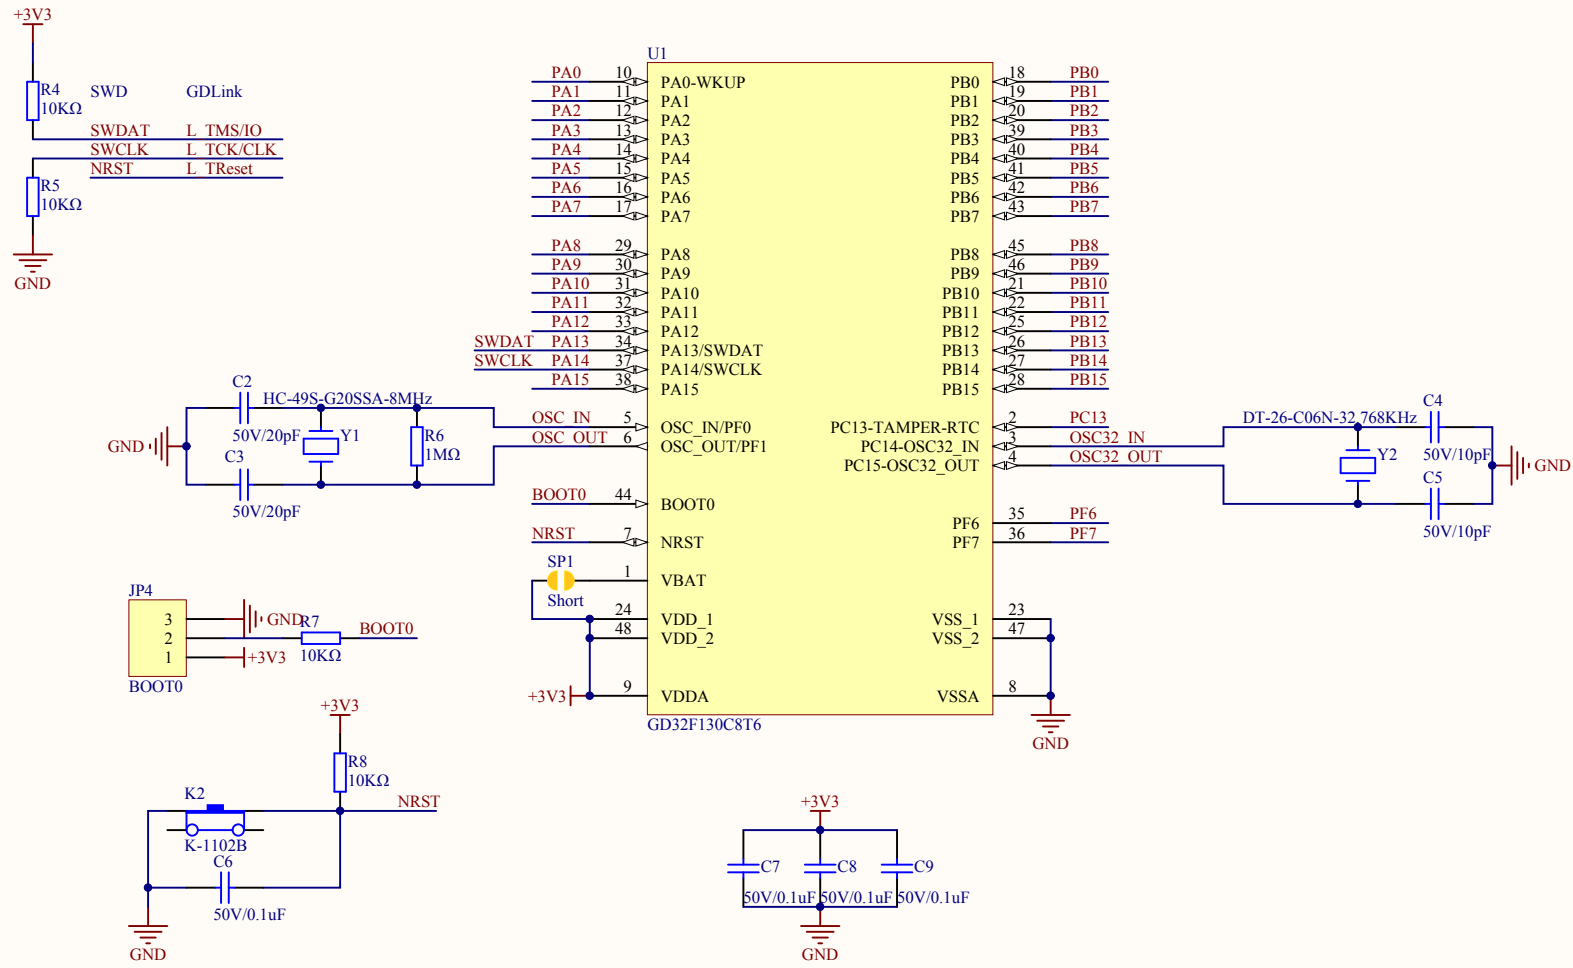 +3V3
R4
10KΩ
SWD GDLink
SWDAT L_TMS/IO
SWCLK L_TCK/CLK
NRST L_TReset
R5
10KΩ
GND
U1
PA0 10 PA0-WKUP PB0 18 PB0
PA1 11 PA1 PB1 19 PB1
PA2 12 PA2 PB2 20 PB2
PA3 13 PA3 PB3 39 PB3
PA4 14 PA4 PB4 40 PB4
PA5 15 PA5 PB5 41 PB5
PA6 16 PA6 PB6 42 PB6
PA7 17 PA7 PB7 43 PB7
PA8 29 PA8 PB8 45 PB8
PA9 30 PA9 PB9 46 PB9
PA10 31 PA10 PB10 21 PB10
PA11 32 PA11 PB11 22 PB11
PA12 33 PA12 PB12 25 PB12
SWDAT PA13 34 PA13/SWDAT PB13 26 PB13
SWCLK PA14 37 PA14/SWCLK PB14 27 PB14
PA15 38 PA15 PB15 28 PB15
OSC_IN 5 OSC_IN/PF0 PC13-TAMPER-RTC 2 PC13
OSC_OUT 6 OSC_OUT/PF1 PC14-OSC32_IN 3 OSC32_IN
PC15-OSC32_OUT 4 OSC32_OUT
BOOT0 44 BOOT0
PF6 35 PF6
NRST 7 NRST PF7 36 PF7
SP1
Short
1 VBAT
24 VDD_1 VSS_1 23
48 VDD_2 VSS_2 47
+3V3 9 VDDA VSSA 8
GD32F130C8T6
GND
C2
HC-49S-G20SSA-8MHz
50V/20pF
Y1
R6
1MΩ
GND
C3
50V/20pF
C4
DT-26-C06N-32.768KHz
50V/10pF
Y2
GND
C5
50V/10pF
JP4
3 GND
2 R7 BOOT0
10KΩ
1 +3V3
BOOT0
+3V3
R8
10KΩ
K2
NRST
K-1102B
C6
50V/0.1uF
GND
+3V3
C7 C8 C9
50V/0.1uF 50V/0.1uF 50V/0.1uF
GND